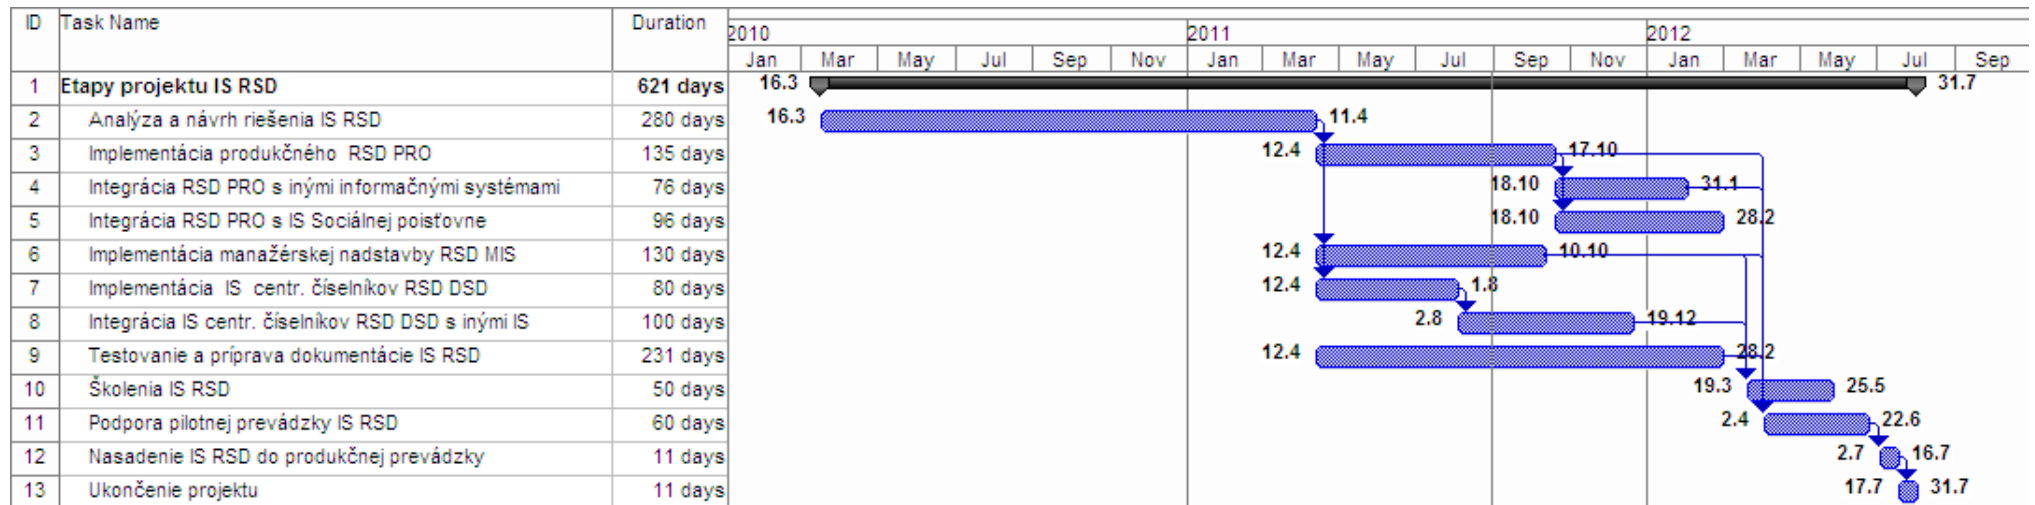 ID Task Name Duration
2010 2011 2012
Jan Mar May Jul Sep Nov Jan Mar May Jul Sep Nov Jan Mar May Jul Sep
1 Etapy projektu IS RSD 621 days 16.3 31.7
2 Analýza a návrh riešenia IS RSD 280 days 16.3 11.4
3 Implementácia produkčného RSD PRO 135 days 12.4 17.10
4 Integrácia RSD PRO s inými informačnými systémami 76 days 18.10 31.1
5 Integrácia RSD PRO s IS Sociálnej poisťovne 96 days 18.10 28.2
6 Implementácia manažérskej nadstavby RSD MIS 130 days 12.4 10.10
7 Implementácia IS centr. číselníkov RSD DSD 80 days 12.4 1.8
8 Integrácia IS centr. číselníkov RSD DSD s inými IS 100 days 2.8 19.12
9 Testovanie a príprava dokumentácie IS RSD 231 days 12.4 28.2
10 Školenia IS RSD 50 days 19.3 25.5
11 Podpora pilotnej prevádzky IS RSD 60 days 2.4 22.6
12 Nasadenie IS RSD do produkčnej prevádzky 11 days 2.7 16.7
13 Ukončenie projektu 11 days 17.7 31.7